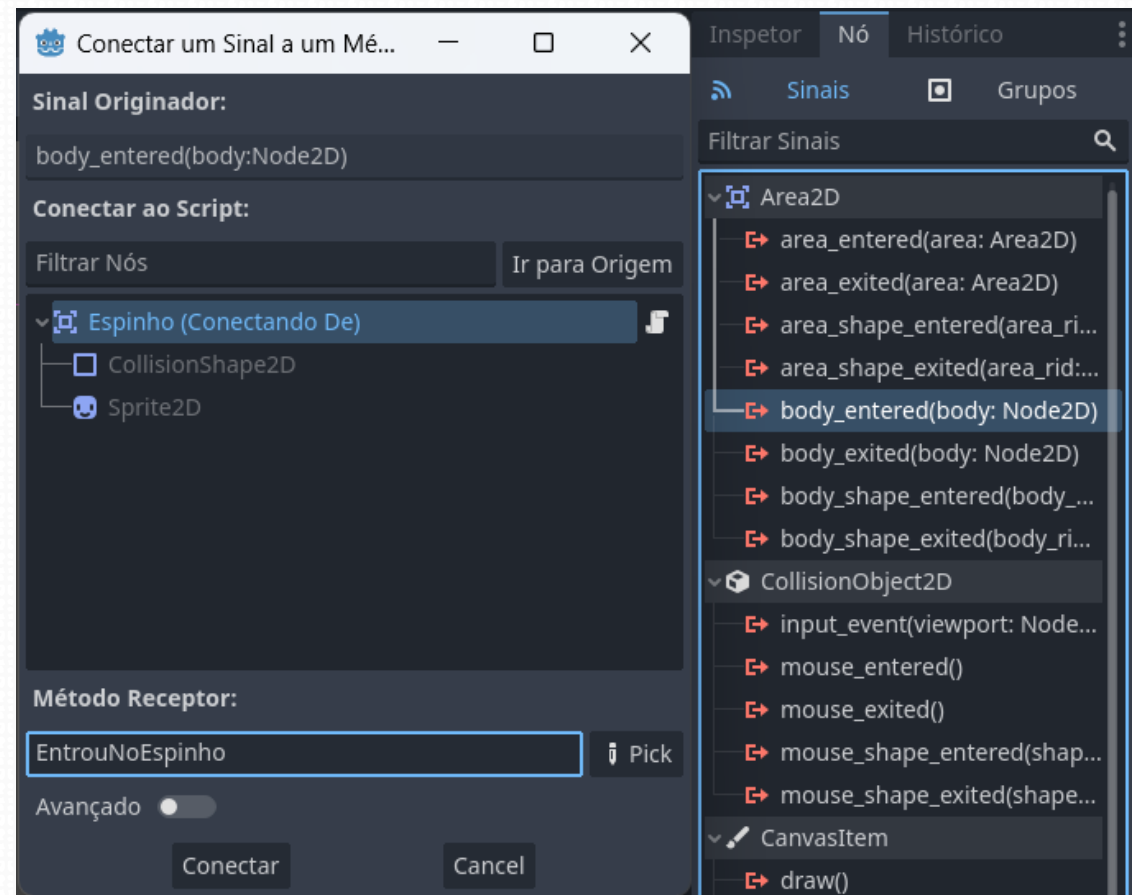 Conectar um Sinal a um Mé...
Sinal Originador:
body_entered(body:Node2D)
Conectar ao Script:
Filtrar Nós
Ir para Origem
Espinho (Conectando De)
CollisionShape2D
Sprite2D
Método Receptor:
EntrouNoEspinho
Pick
Avançado
Conectar
Cancel
Inspetor
Nó
Histórico
Sinais
Grupos
Filtrar Sinais
Area2D
area_entered(area: Area2D)
area_exited(area: Area2D)
area_shape_entered(area_ri...
area_shape_exited(area_rid:...
body_entered(body: Node2D)
body_exited(body: Node2D)
body_shape_entered(body_...
body_shape_exited(body_ri...
CollisionObject2D
input_event(viewport: Node...
mouse_entered()
mouse_exited()
mouse_shape_entered(shap...
mouse_shape_exited(shape...
CanvasItem
draw()